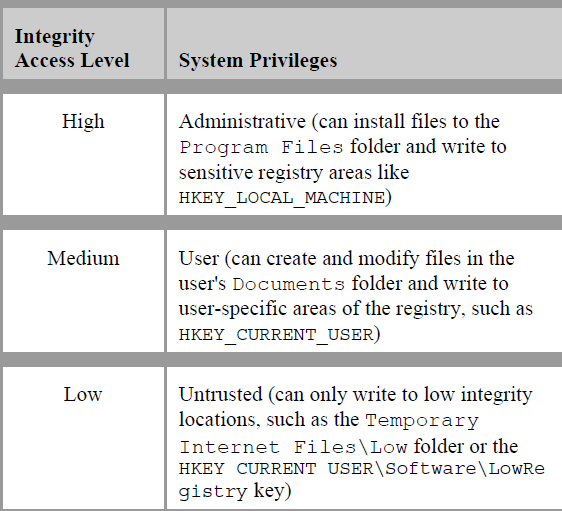 Integrity
Access Level
System Privileges
High
Administrative (can install files to the
Program Files folder and write to
sensitive registry areas like
HKEY_LOCAL_MACHINE)
Medium
User (can create and modify files in the
user's Documents folder and write to
user-specific areas of the registry, such as
HKEY_CURRENT_USER)
Low
Untrusted (can only write to low integrity
locations, such as the Temporary
Internet Files\Low folder or the
HKEY CURRENT USER\Software\LowRe
gistry key)